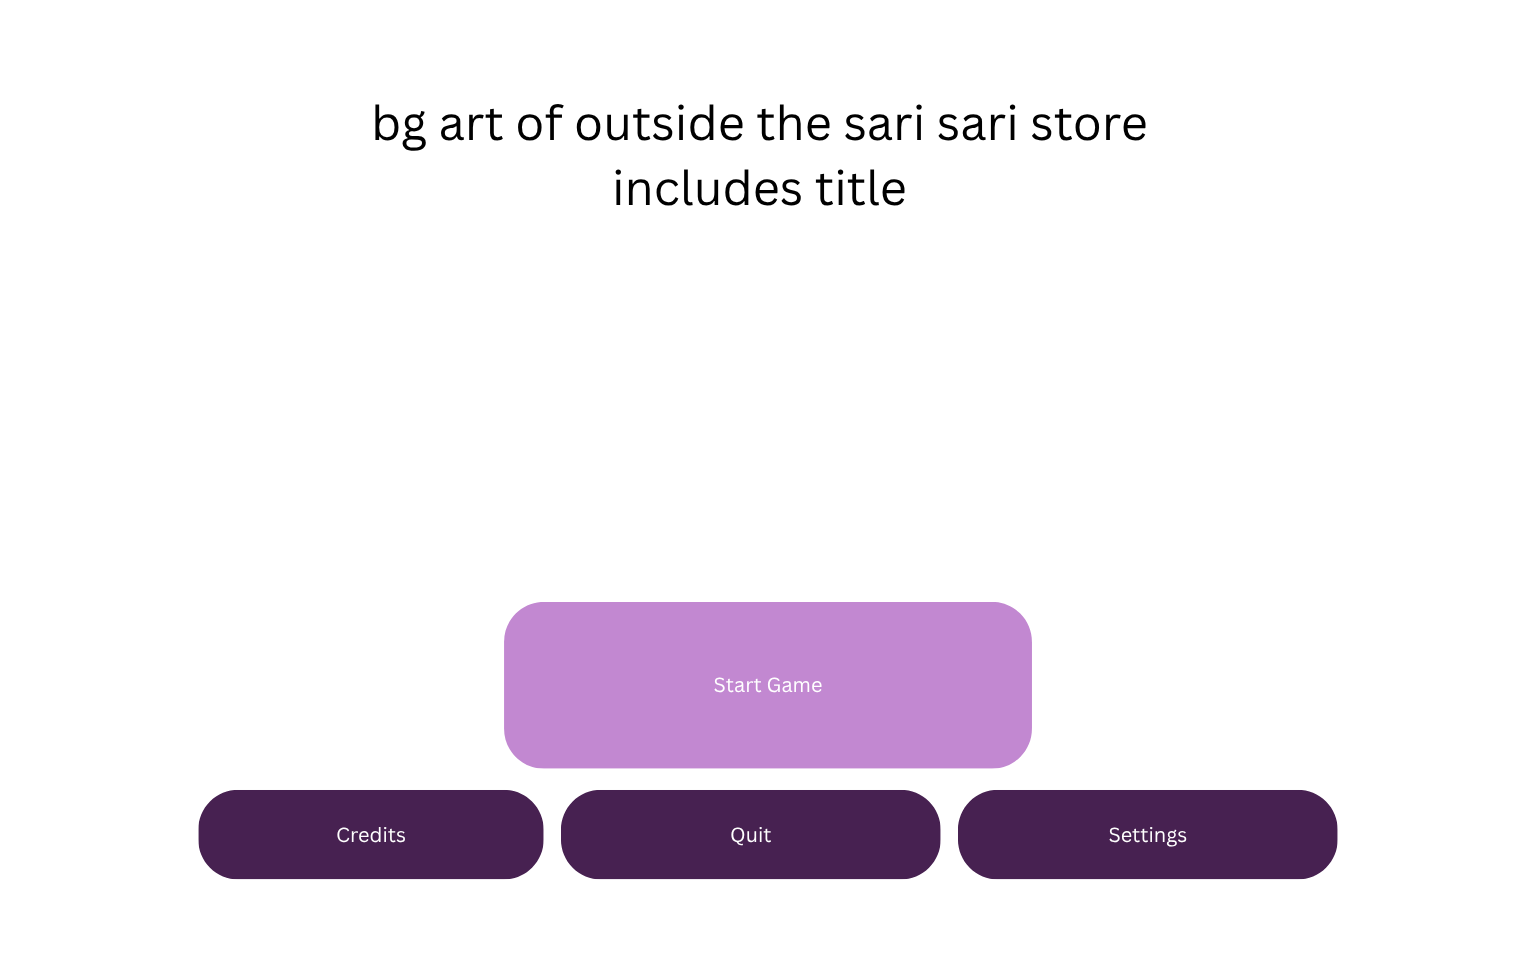 bg art of outside the sari sari store
includes title
Start Game
Credits
Quit
Settings